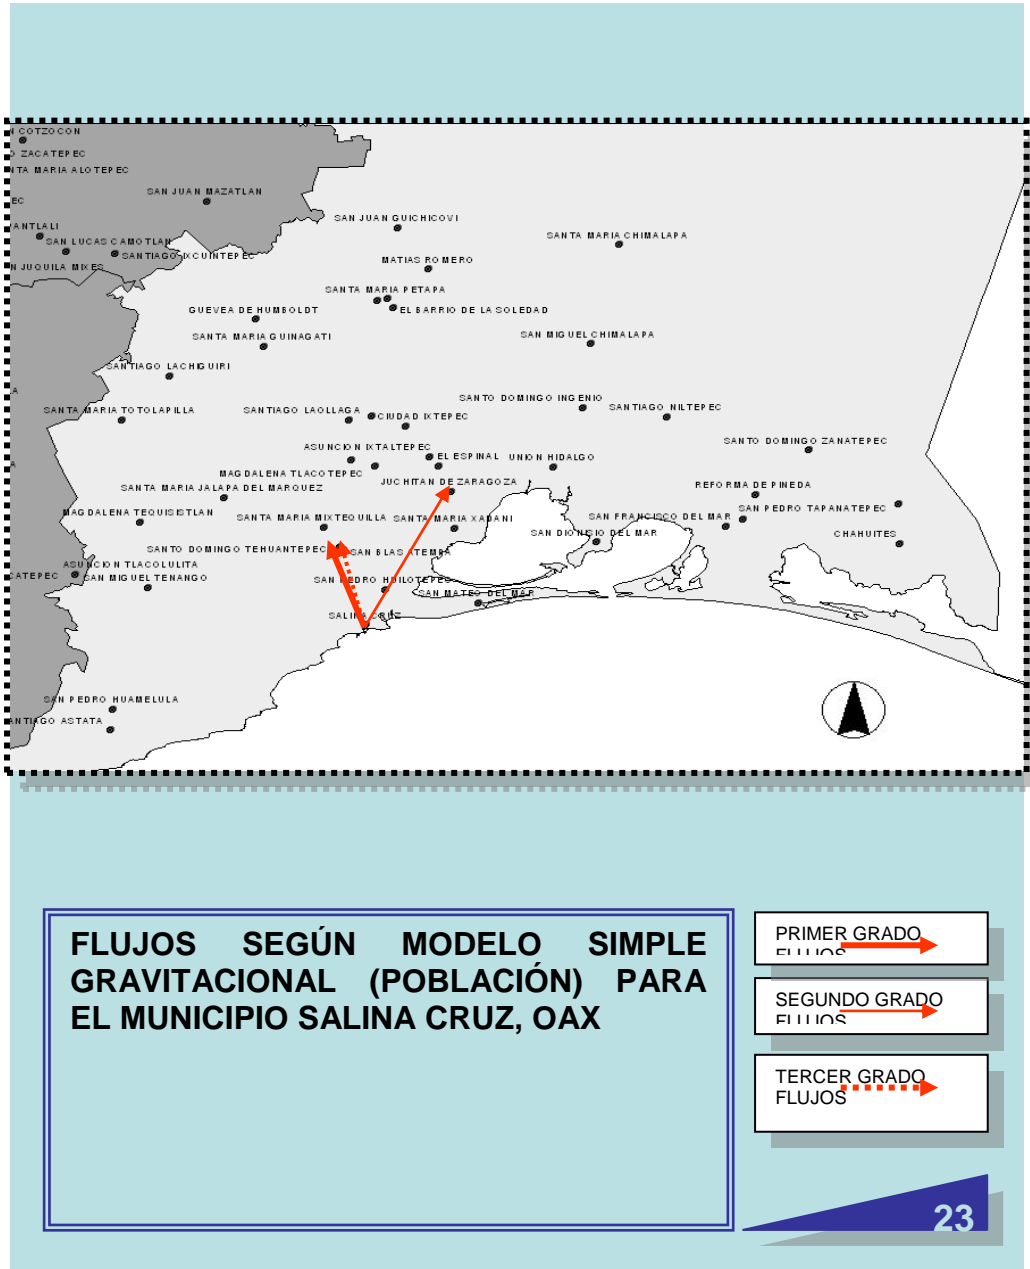 N COTZOCON
O ZACATEPEC
NTA MARIA ALOTEPEC
SAN JUAN MAZATLAN
EC
SAN JUAN GUICHICOVI
ANTLALI
SANTA MARIA CHIMALAPA
SAN LUCAS CAMOTLAN
SANTIAGO IXCUINTEPEC
N JUQUILA MIXES
MATIAS ROMERO
SANTA MARIA PETAPA
GUEVEA DE HUMBOLDT
EL BARRIO DE LA SOLEDAD
SANTA MARIA GUINAGATI
SAN MIGUEL CHIMALAPA
SANTIAGO LACHIGUIRI
A
SANTO DOMINGO INGENIO
SANTA MARIA TOTOLAPILLA
SANTIAGO LAOLLAGA
CIUDAD IXTEPEC
SANTIAGO NILTEPEC
SANTO DOMINGO ZANATEPEC
ASUNCION IXTALTEPEC
EL ESPINAL
UNION HIDALGO
A
MAGDALENA TLACOTEPEC
JUCHITAN DE ZARAGOZA
SANTA MARIA JALAPA DEL MARQUEZ
REFORMA DE PINEDA
MAGDALENA TEQUISISTLAN
SANTA MARIA MIXTEQUILLA
SANTA MARIA XADANI
SAN FRANCISCO DEL MAR
SAN PEDRO TAPANATEPEC
SAN DIONISIO DEL MAR
CHAHUITES
SANTO DOMINGO TEHUANTEPEC
SAN BLAS ATEMPA
ASUNCION TLACOLULITA
CATEPEC
SAN MIGUEL TENANGO
SAN PEDRO HUILOTEPEC
SAN MATEO DEL MAR
SALINA CRUZ
SAN PEDRO HUAMELULA
ANTIAGO ASTATA
FLUJOS SEGÚN MODELO SIMPLE
GRAVITACIONAL (POBLACIÓN) PARA
EL MUNICIPIO SALINA CRUZ, OAX
PRIMER GRADO
FLUJOS
SEGUNDO GRADO
FLUJOS
TERCER GRADO
FLUJOS
23